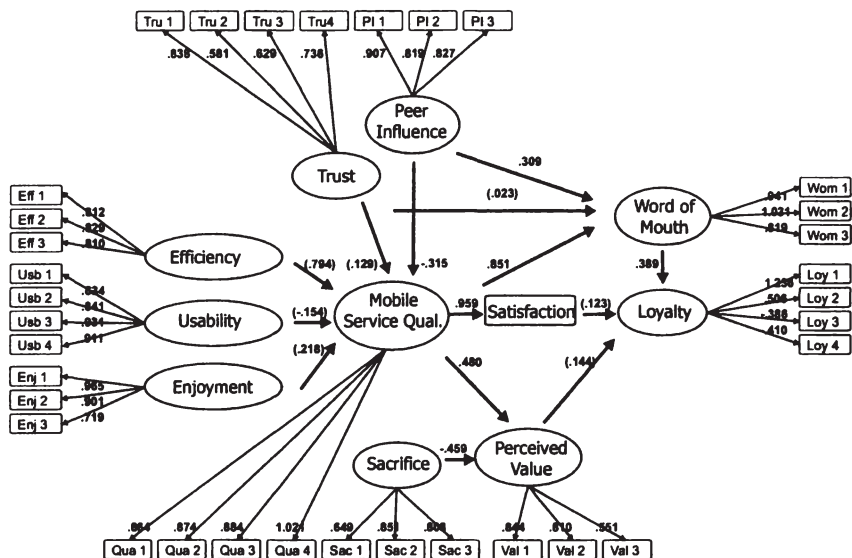 Tru 1 Tru 2 Tru 3 Tru4 PI 1 PI 2 PI 3
.838 .581 .629 .736 .907 .819 .827
Peer
Influence
Trust
.309
(.023)
Eff 1
Eff 2
Eff 3
.812
.829
.810
Efficiency
(.794)
(.129)
-.315
.851
Word of
Mouth
.941
1.031
.819
Wom 1
Wom 2
Wom 3
.389
Usb 1
Usb 2
Usb 3
Usb 4
Usability
(-.154)
Mobile
Service Qual.
.959
Satisfaction
(.123)
Loyalty
.506
-.388
.410
Loy 1
Loy 2
Loy 3
Loy 4
Enj 1
Enj 2
Enj 3
.901
.719
Enjoyment
(.218)
.480
(.144)
Sacrifice
-.459
Perceived
Value
.874 .884 .649
Qua 1 Qua 2 Qua 3 Qua 4 Sac 1 Sac 2 Sac 3 Val 1 Val 2 Val 3